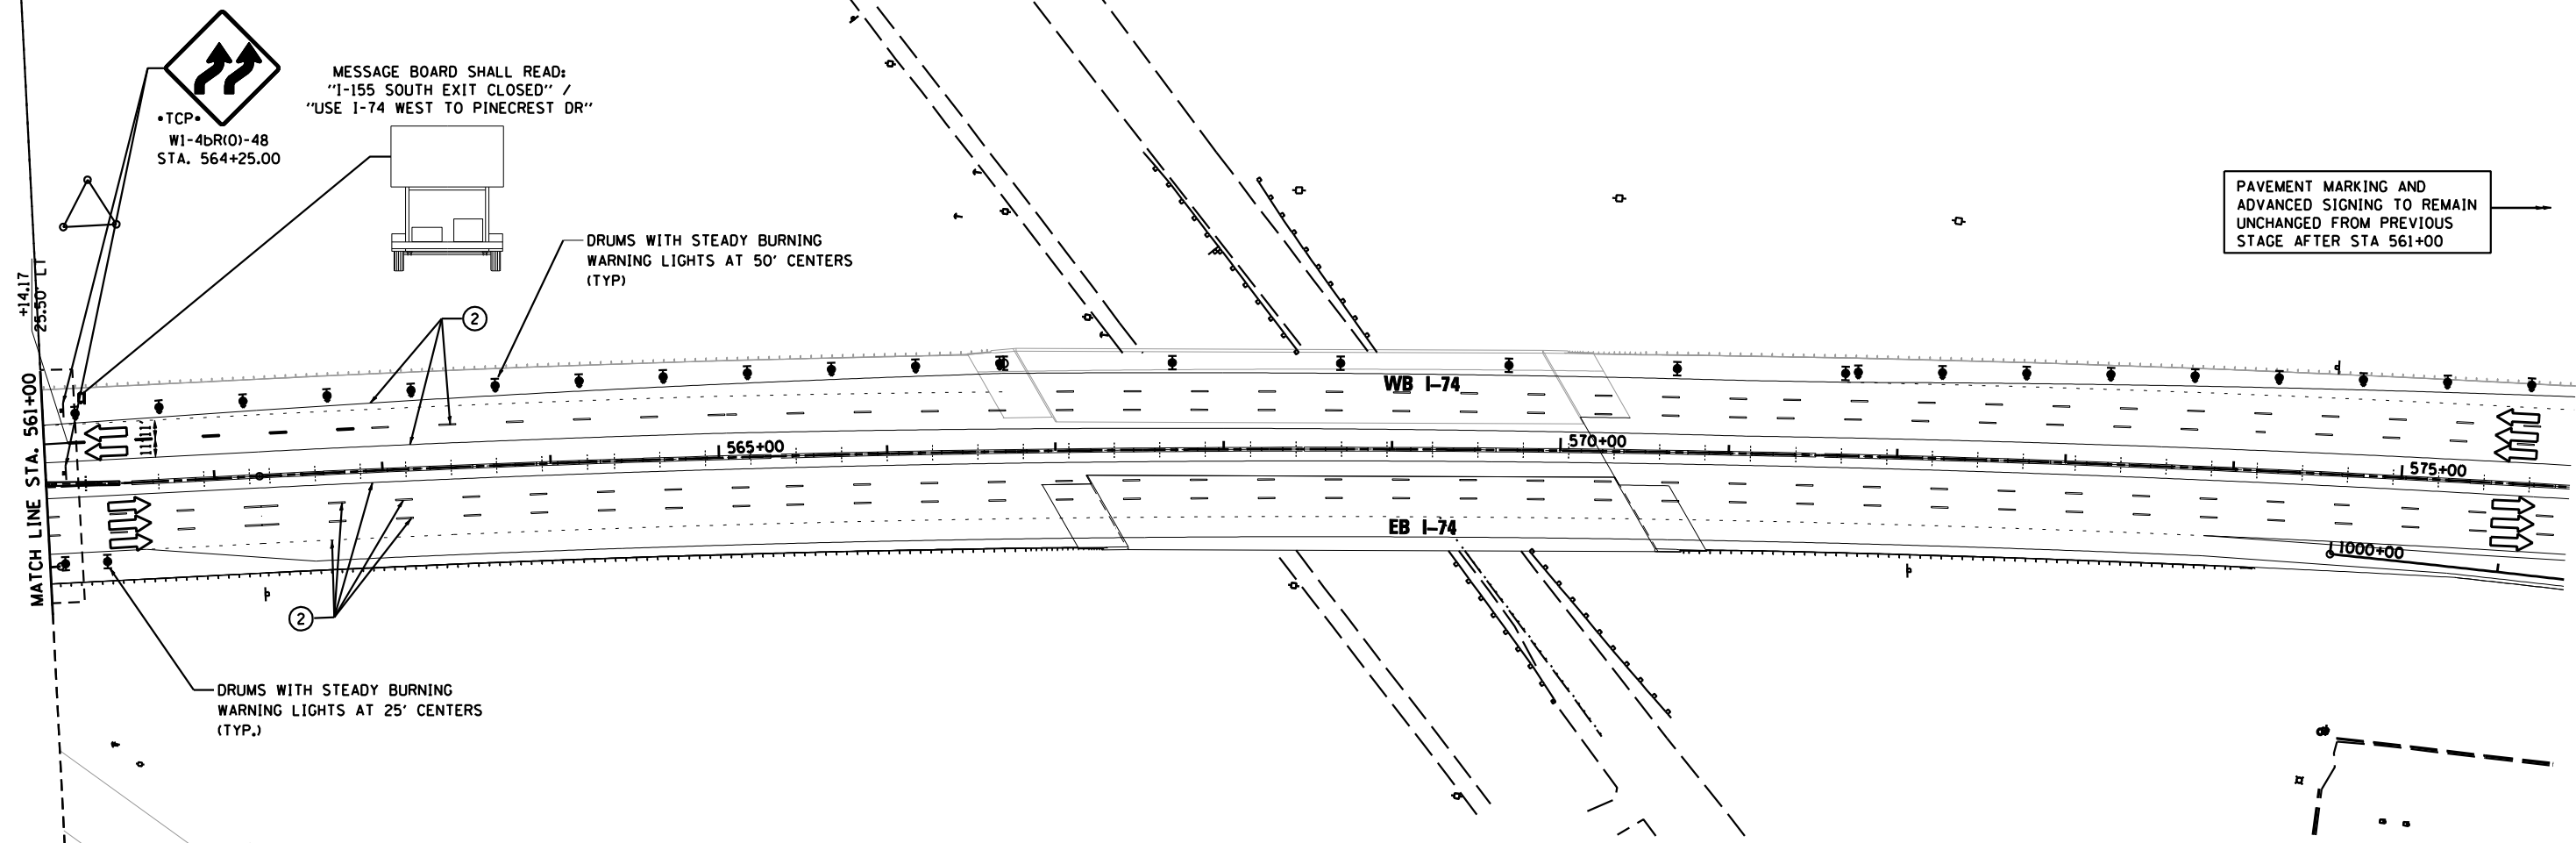 MESSAGE BOARD SHALL READ:
"I-155 SOUTH EXIT CLOSED" /
"USE I-74 WEST TO PINECREST DR"
•TCP•
W1-4bR(O)-48
STA. 564+25.00
DRUMS WITH STEADY BURNING
WARNING LIGHTS AT 50' CENTERS
(TYP)
PAVEMENT MARKING AND
ADVANCED SIGNING TO REMAIN
UNCHANGED FROM PREVIOUS
STAGE AFTER STA 561+00
+14.17
25.50' LT
2
MATCH LINE STA. 561+00
11'
11'
WB I-74
565+00
570+00
575+00
EB I-74
1000+00
2
DRUMS WITH STEADY BURNING
WARNING LIGHTS AT 25' CENTERS
(TYP.)